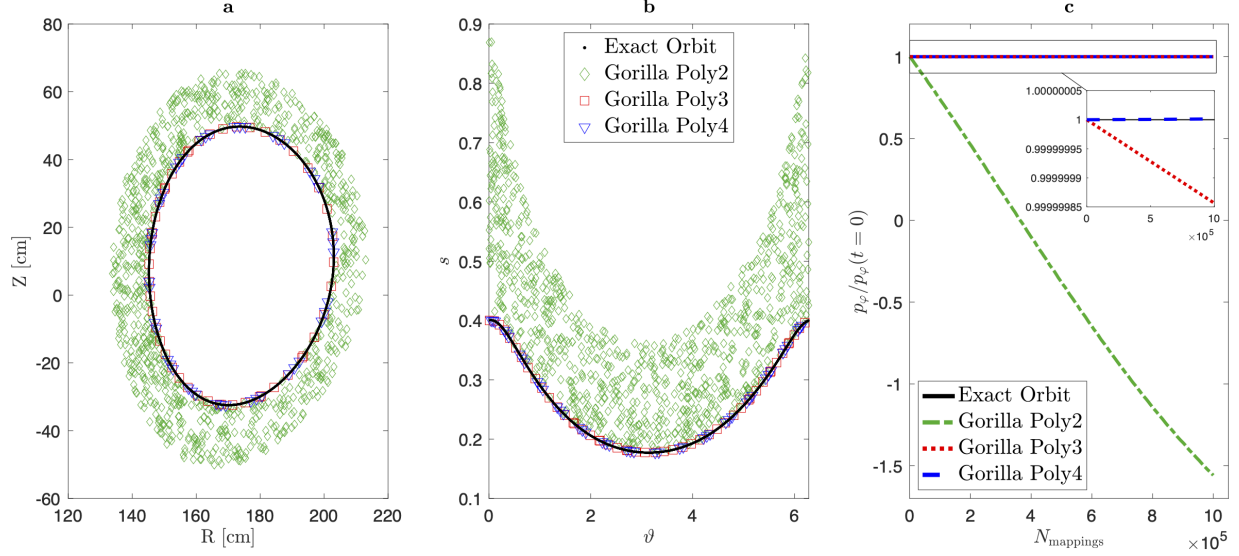 a
80
60
40
20
0
-20
-40
-60
120
140
160
180
200
220
R [cm]
Z [cm]
b
0.9
0.8
0.7
0.6
0.5
0.4
0.3
0.2
0.1
0
2
4
6
ϑ
s
Exact Orbit
Gorilla Poly2
Gorilla Poly3
Gorilla Poly4
c
1
0.5
0
-0.5
-1
-1.5
0
2
4
6
8
10
×10⁵
N_mappings
p_φ/p_φ(t = 0)
1.00000005
1
0.99999995
0.9999999
0.99999985
0
5
10
×10⁵
Exact Orbit
Gorilla Poly2
Gorilla Poly3
Gorilla Poly4